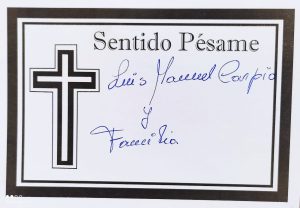 Sentido Pésame
Luis Manuel Carpio
y
Familia